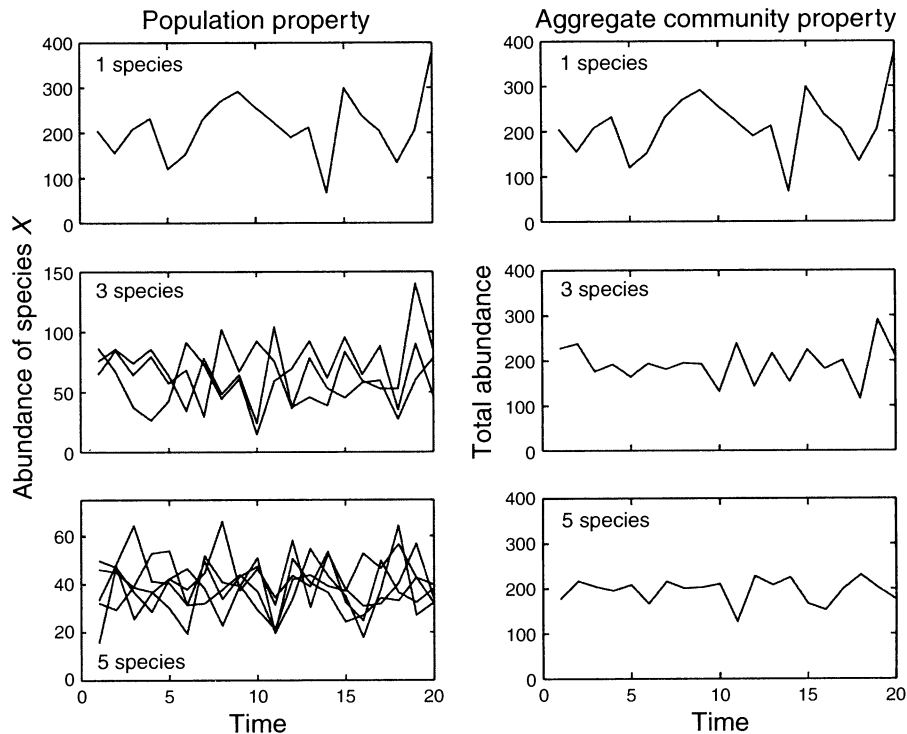 Population property
Aggregate community property
Abundance of species X
400
300
200
100
0
1 species
150
100
50
0
3 species
60
40
20
0
5 species
0 5 10 15 20
Time
Total abundance
400
300
200
100
0
1 species
400
300
200
100
0
3 species
400
300
200
100
0
5 species
0 5 10 15 20
Time